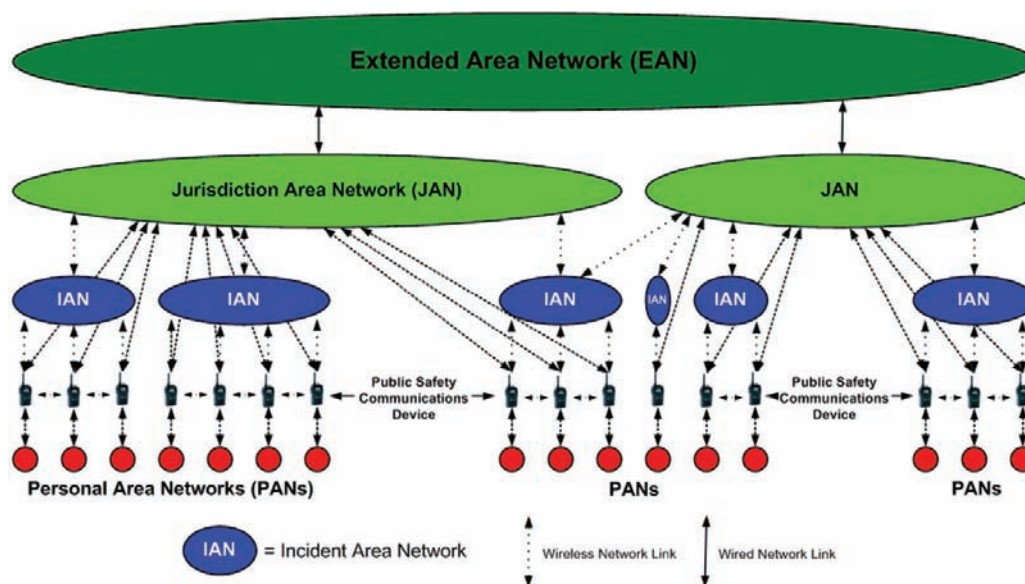 Extended Area Network (EAN)
Jurisdiction Area Network (JAN)
JAN
IAN
IAN
IAN
IAN
IAN
IAN
Public Safety
Communications
Device
Public Safety
Communications
Device
Personal Area Networks (PANs)
PANs
PANs
IAN
= Incident Area Network
Wireless Network Link
Wired Network Link